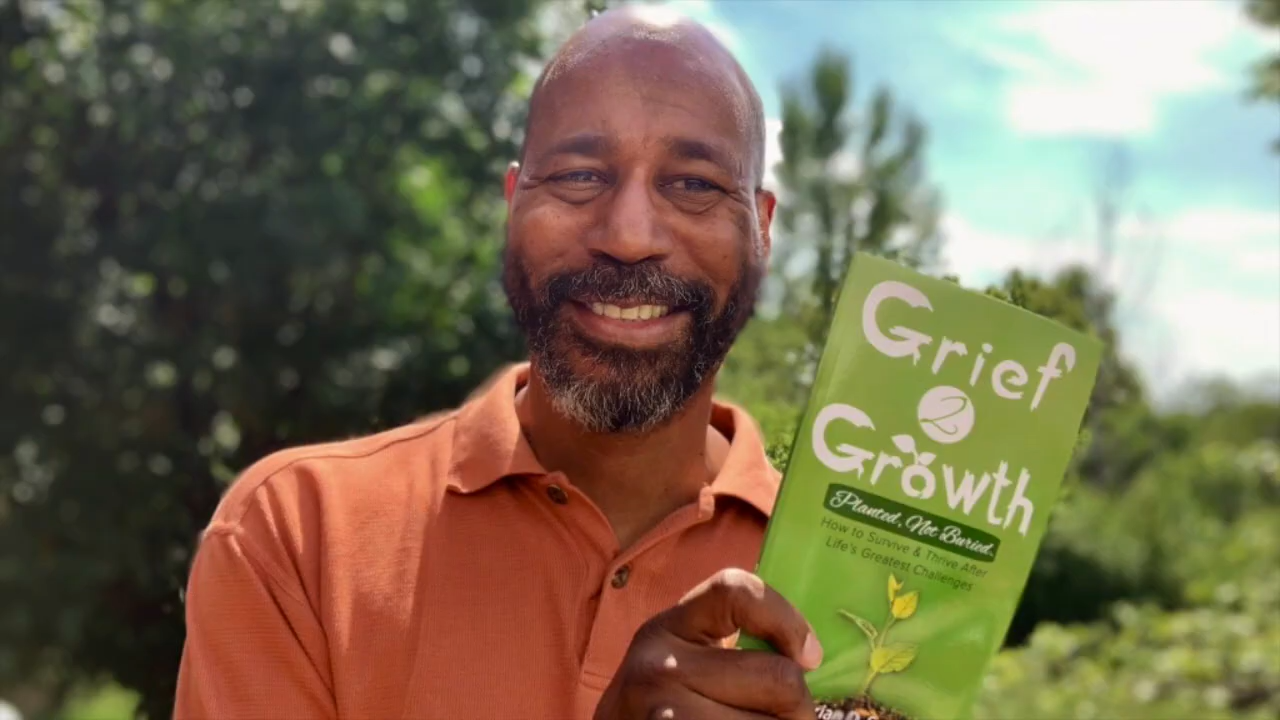 Grief
2
Growth
Planted, Not Buried.
How to Survive & Thrive After
Life's Greatest Challenges